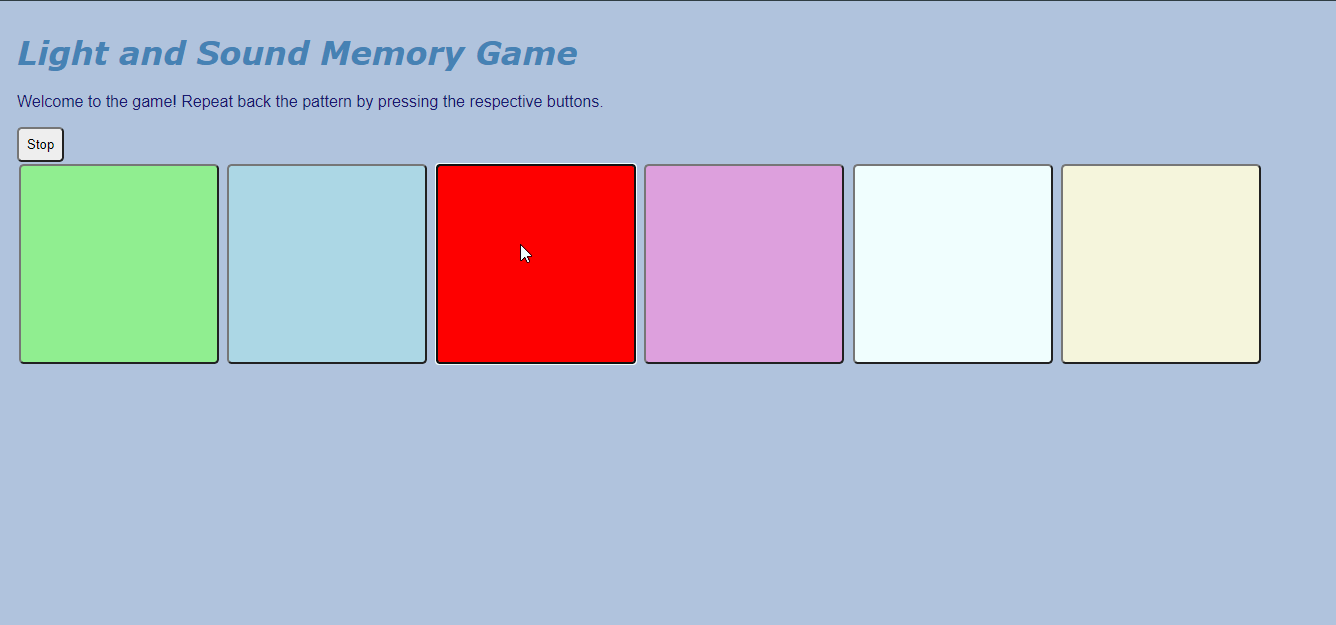 Light and Sound Memory Game
Welcome to the game! Repeat back the pattern by pressing the respective buttons.
Stop